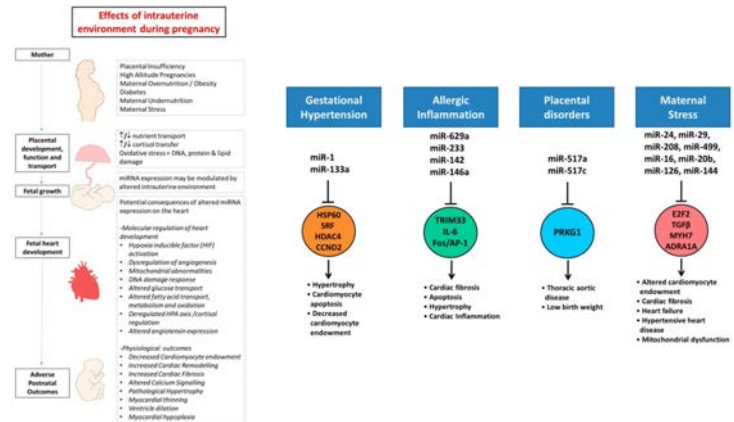 Effects of intrauterine
environment during pregnancy
Mother
Placental Insufficiency
High Altitude Pregnancies
Maternal Overnutrition / Obesity
Diabetes
Maternal Undernutrition
Maternal Stress
Placental
development,
function and
transport
↑/↓ nutrient transport
↑/↓ cortisol transfer
Oxidative stress = DNA, protein & lipid
damage
Fetal growth
miRNA expression may be modulated by
altered intrauterine environment
Fetal heart
development
Potential consequences of altered miRNA
expression on the heart
-Molecular regulation of heart
development
• Hypoxia inducible factor (HIF)
activation
• Dysregulation of angiogenesis
• Mitochondrial abnormalities
• DNA damage response
• Altered glucose transport
• Altered fatty acid transport,
metabolism and oxidation
• Deregulated HPA axis /cortisol
regulation
• Altered angiotensin expression
-Physiological outcomes
• Decreased Cardiomyocyte endowment
• Increased Cardiac Remodelling
• Increased Cardiac Fibrosis
• Altered Calcium Signalling
• Pathological Hypertrophy
• Myocardial thinning
• Ventricle dilation
• Myocardial hypoplasia
Adverse
Postnatal
Outcomes
Gestational
Hypertension
miR-1
miR-133a
HSP60
SRF
HDAC4
CCND2
• Hypertrophy
• Cardiomyocyte
apoptosis
• Decreased
cardiomyocyte
endowment
Allergic
Inflammation
miR-629a
miR-233
miR-142
miR-146a
TRIM33
IL-6
Fos/AP-1
• Cardiac fibrosis
• Apoptosis
• Hypertrophy
• Cardiac Inflammation
Placental
disorders
miR-517a
miR-517c
PRKG1
• Thoracic aortic
disease
• Low birth weight
Maternal
Stress
miR-24, miR-29,
miR-208, miR-499,
miR-16, miR-20b,
miR-126, miR-144
E2F2
TGFβ
MYH7
ADRA1A
• Altered cardiomyocyte
endowment
• Cardiac fibrosis
• Heart failure
• Hypertensive heart
disease
• Mitochondrial dysfunction